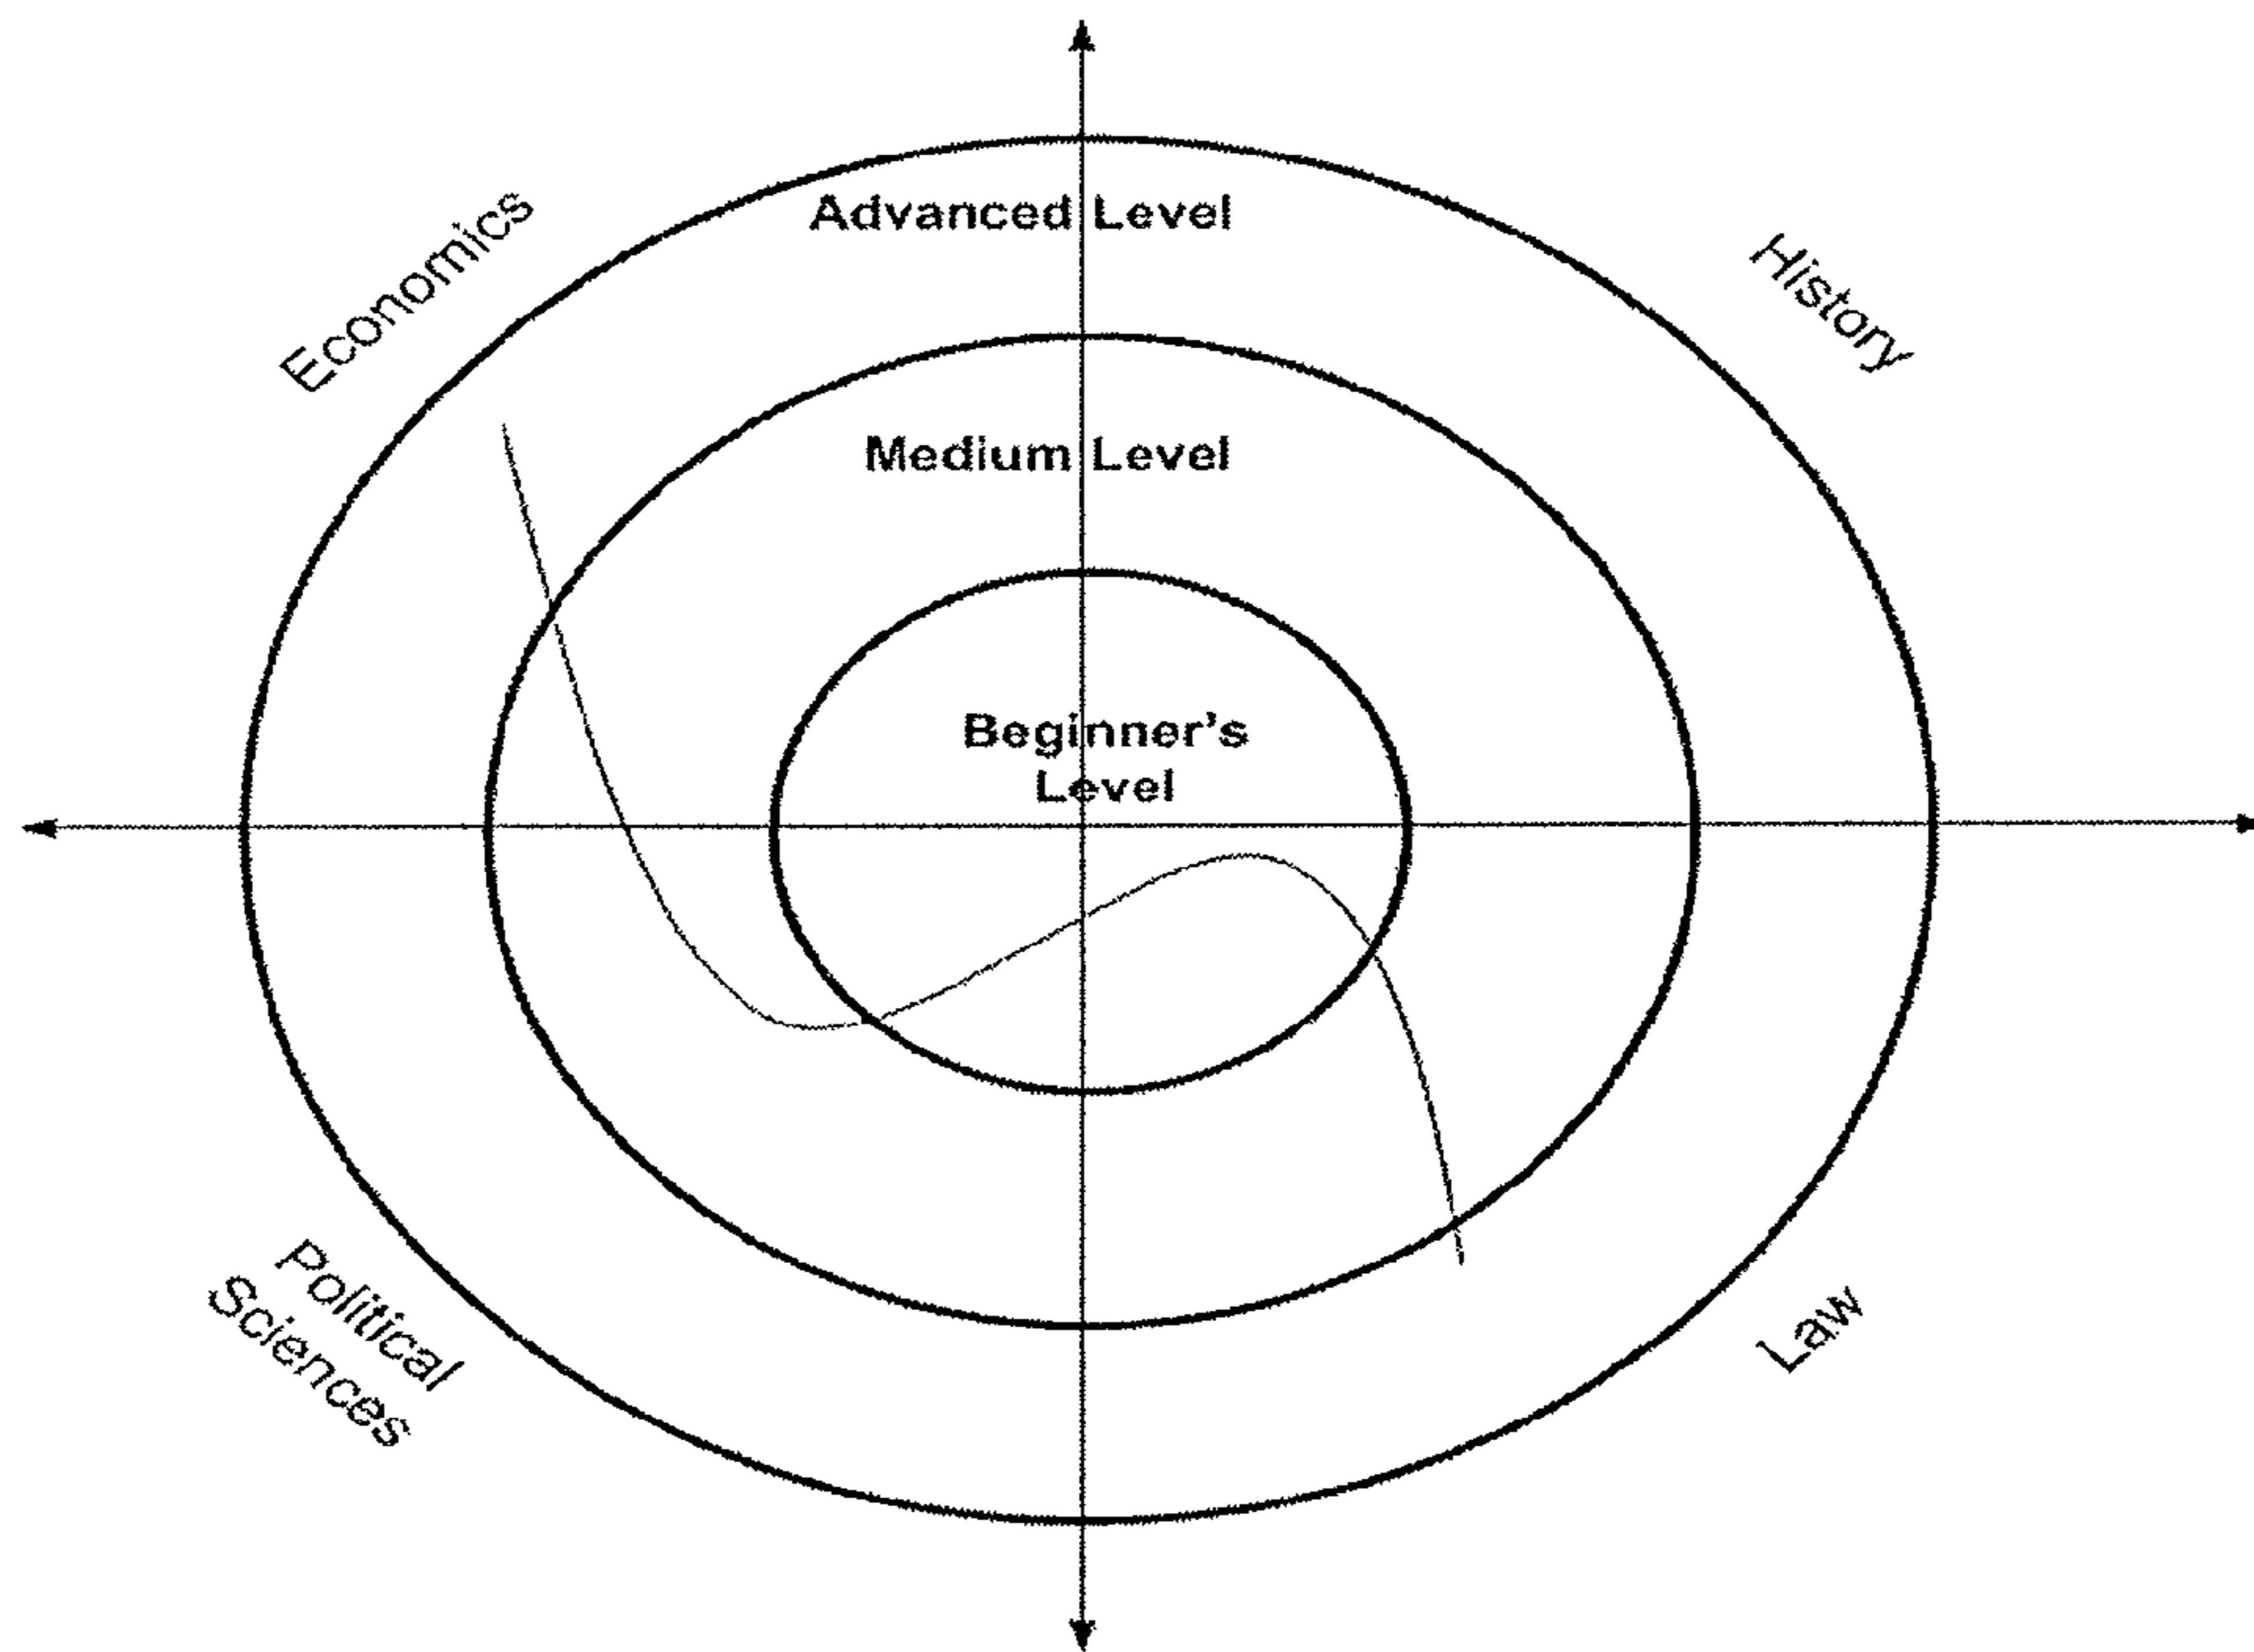 Economics
Advanced Level
History
Medium Level
Beginner's
Level
Political
Sciences
Law